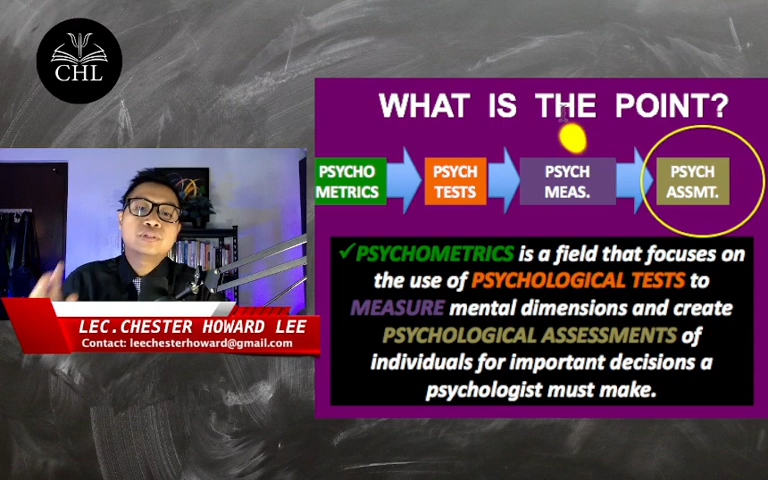 CHL
WHAT IS THE POINT?
PSYCHO
METRICS
PSYCH
TESTS
PSYCH
MEAS.
PSYCH
ASSMT.
✓PSYCHOMETRICS is a field that focuses on
the use of PSYCHOLOGICAL TESTS to
MEASURE mental dimensions and create
PSYCHOLOGICAL ASSESSMENTS of
individuals for important decisions a
psychologist must make.
LEC.CHESTER HOWARD LEE
Contact: leechesterhoward@gmail.com